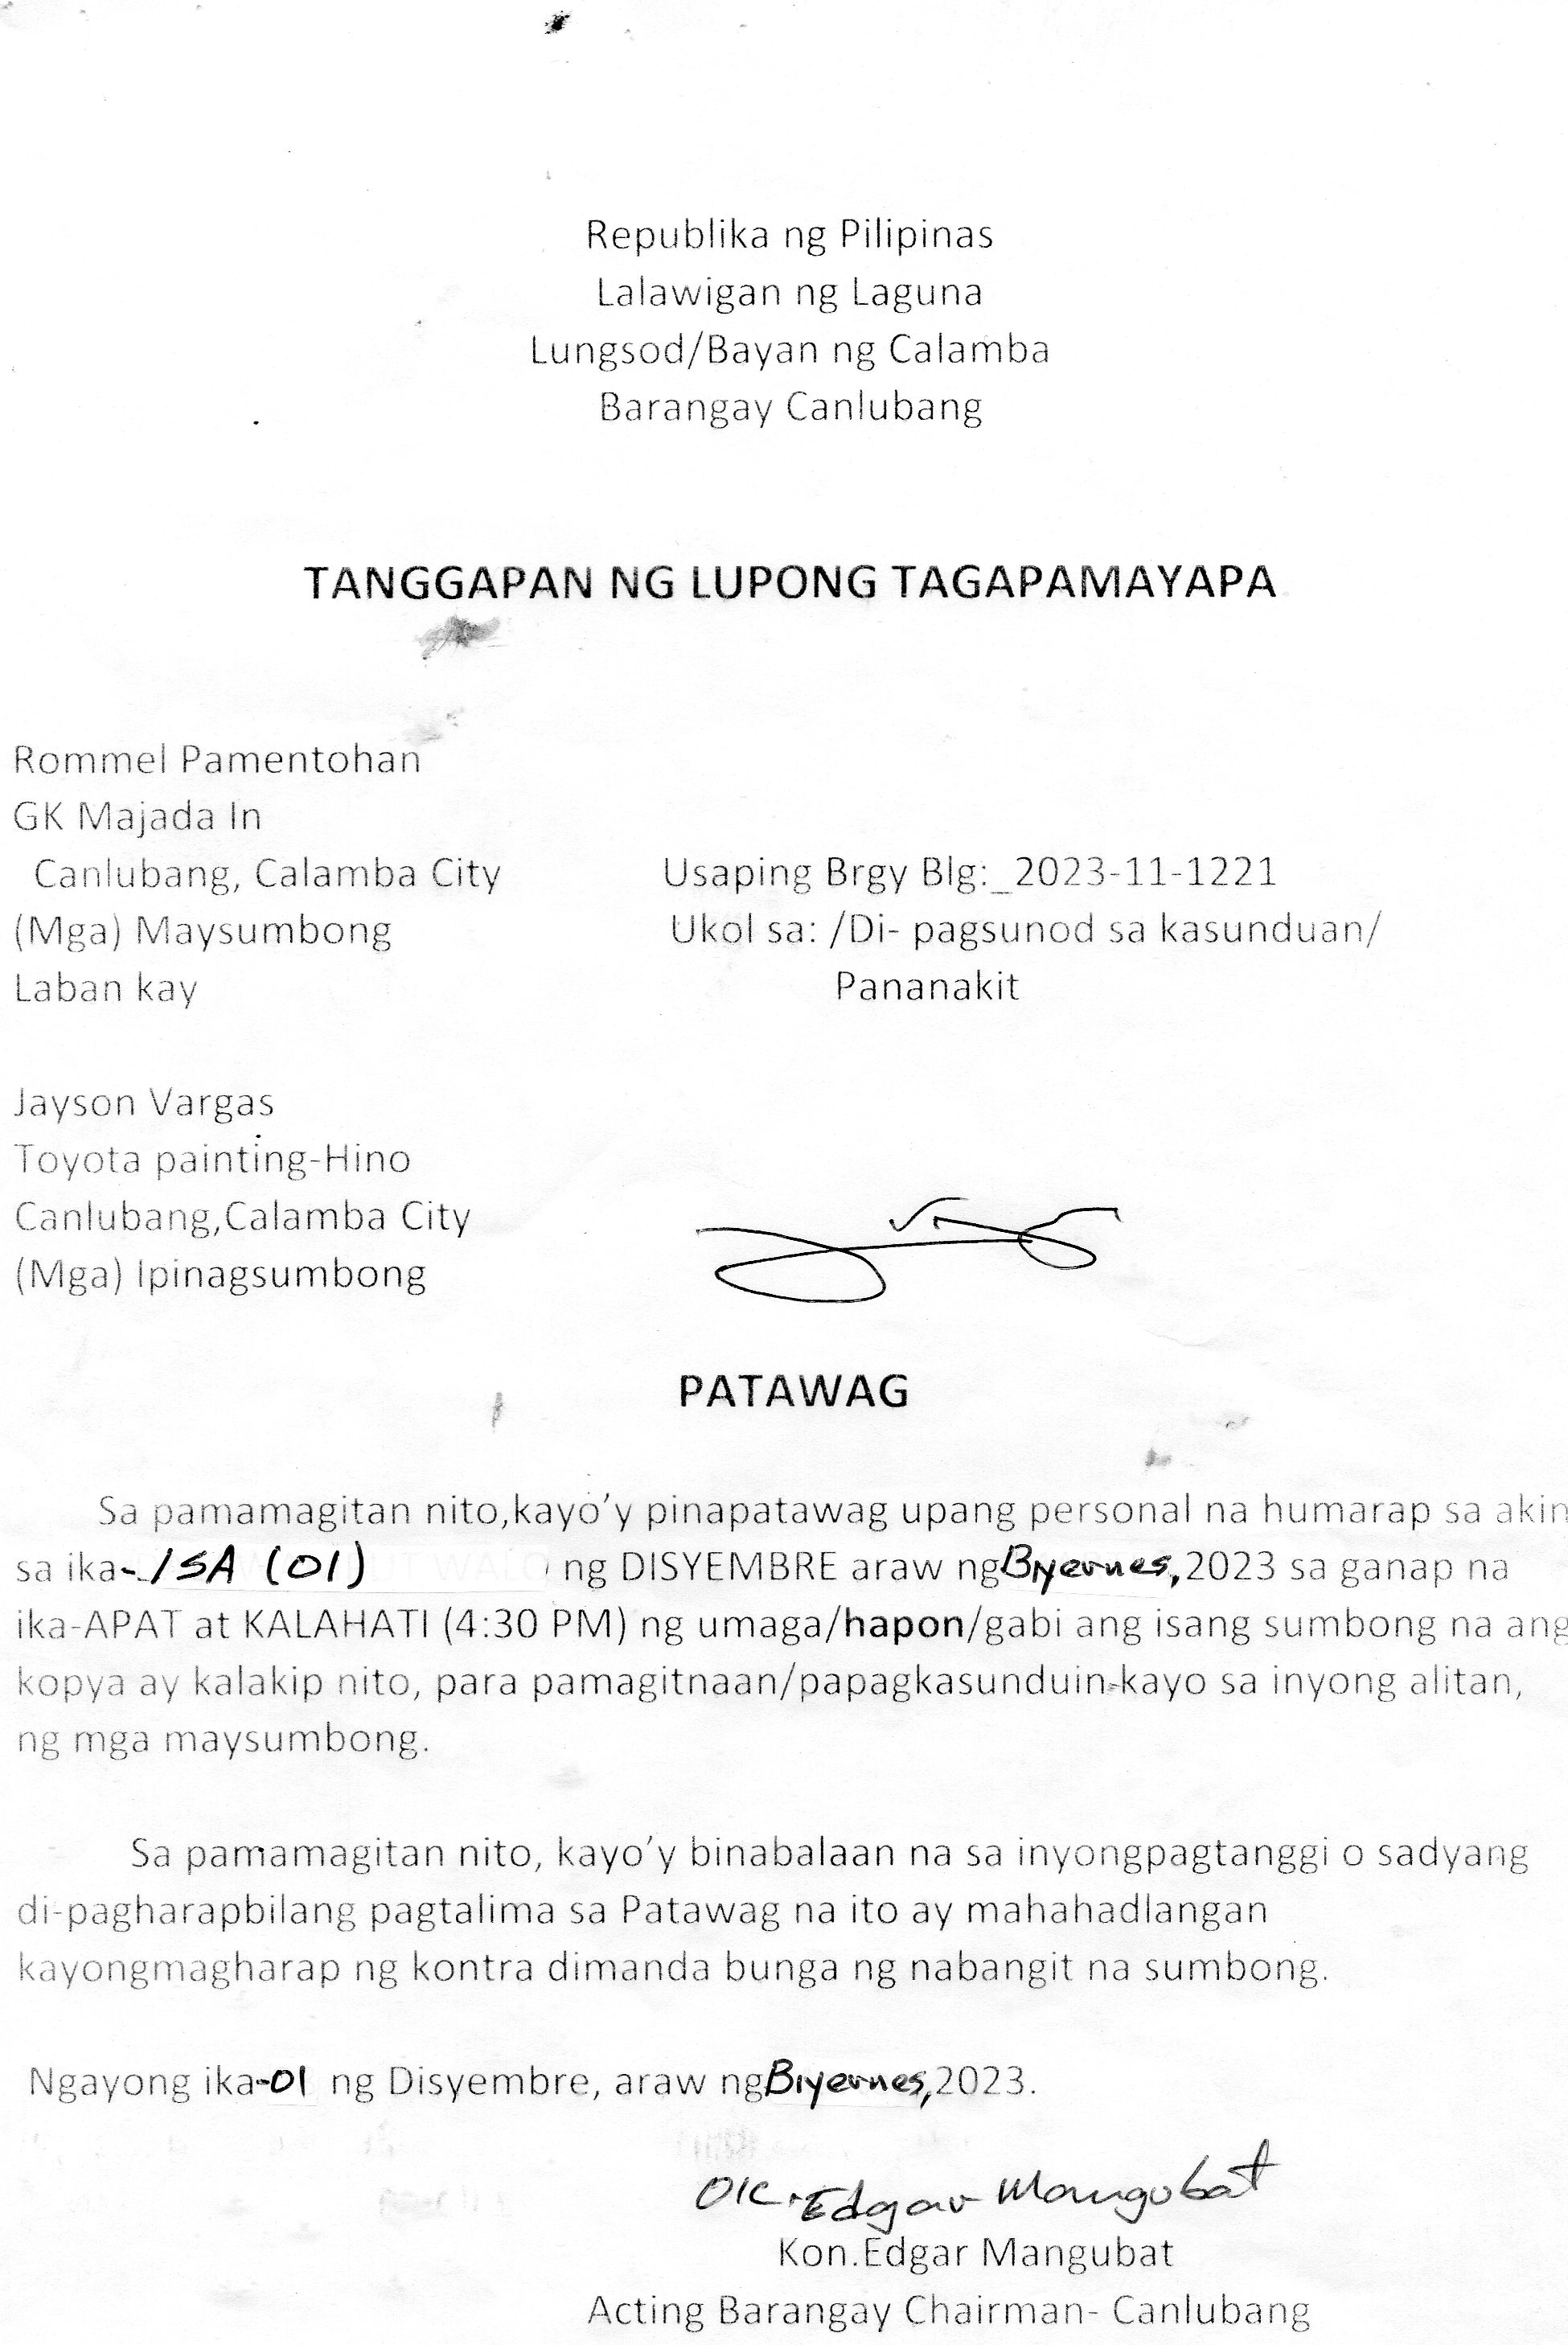 Republika ng Pilipinas
Lalawigan ng Laguna
Lungsod/Bayan ng Calamba
Barangay Canlubang
TANGGAPAN NG LUPONG TAGAPAMAYAPA
Rommel Pamentohan
GK Majada In
Canlubang, Calamba City
(Mga) Maysumbong
Laban kay
Usaping Brgy Blg:_2023-11-1221
Ukol sa: /Di- pagsunod sa kasunduan/
Pananakit
Jayson Vargas
Toyota painting-Hino
Canlubang,Calamba City
(Mga) Ipinagsumbong
PATAWAG
Sa pamamagitan nito,kayo'y pinapatawag upang personal na humarap sa akin
sa ika-ISA (01) ng DISYEMBRE araw ng Biyernes, 2023 sa ganap na
ika-APAT at KALAHATI (4:30 PM) ng umaga/hapon/gabi ang isang sumbong na ang
kopya ay kalakip nito, para pamagitnaan/papagkasunduin-kayo sa inyong alitan,
ng mga maysumbong.
Sa pamamagitan nito, kayo'y binabalaan na sa inyongpagtanggi o sadyang
di-pagharapbilang pagtalima sa Patawag na ito ay mahahadlangan
kayongmagharap ng kontra dimanda bunga ng nabangit na sumbong.
Ngayong ika-01 ng Disyembre, araw ng Biyernes, 2023.
OIC. Edgar Mangubat
Kon.Edgar Mangubat
Acting Barangay Chairman- Canlubang